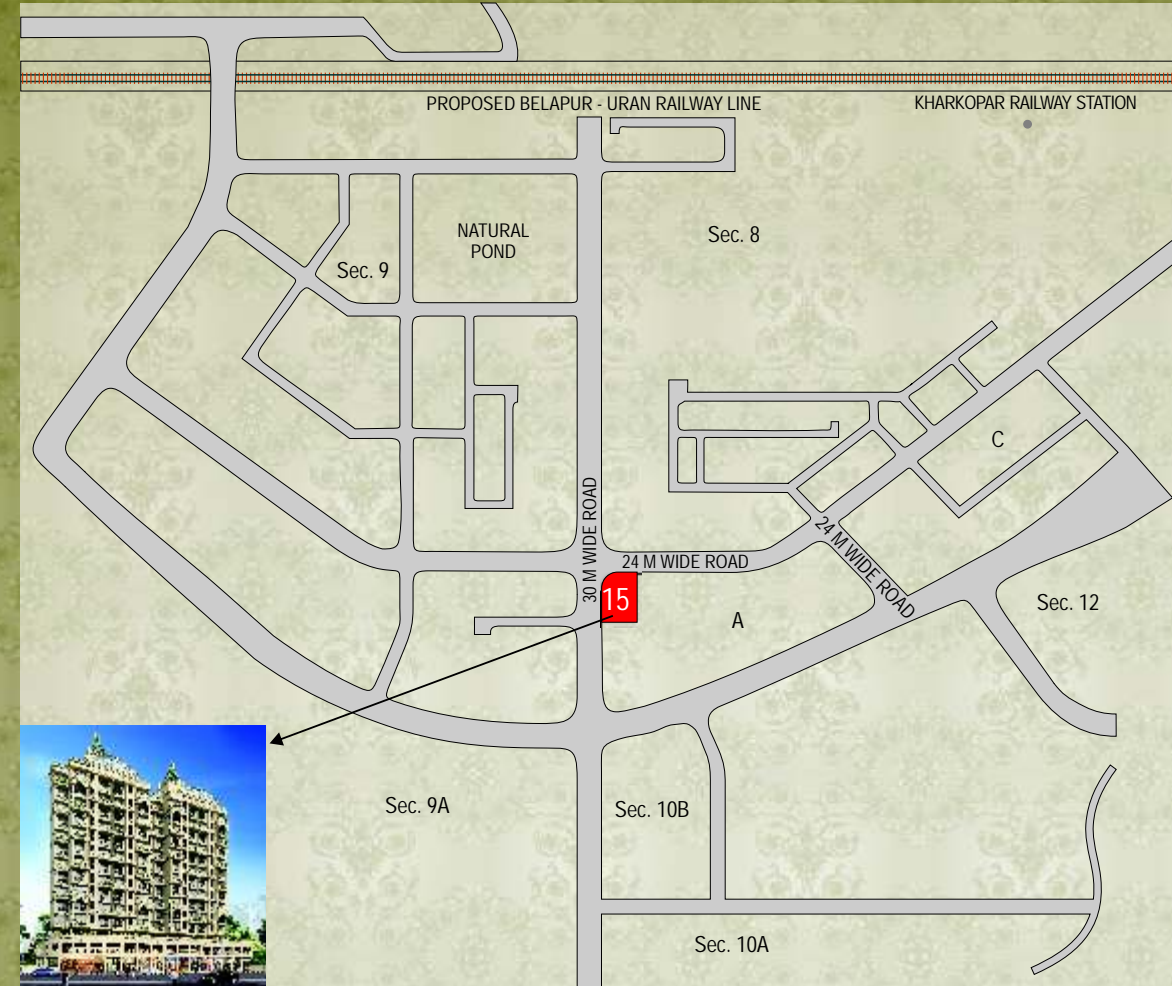 PROPOSED BELAPUR - URAN RAILWAY LINE
KHARKOPAR RAILWAY STATION
NATURAL
POND
Sec. 8
Sec. 9
C
30 M WIDE ROAD
24 M WIDE ROAD
24 M WIDE ROAD
15
A
Sec. 12
Sec. 9A
Sec. 10B
Sec. 10A